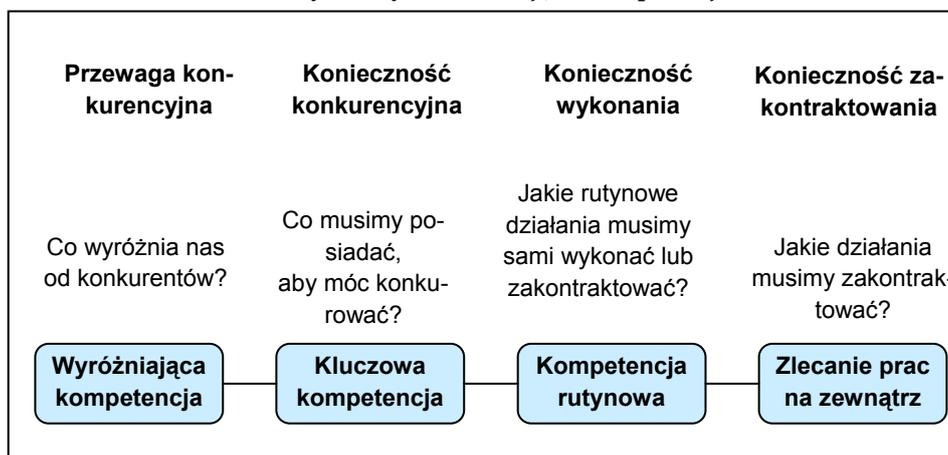 Przewaga kon-
kurencyjna
Konieczność
konkurencyjna
Konieczność
wykonania
Konieczność za-
kontraktowania
Co wyróżnia nas
od konkurentów?
Co musimy po-
siadać,
aby móc konku-
rować?
Jakie rutynowe
działania musimy
sami wykonać lub
zakontraktować?
Jakie działania
musimy zakontrak-
tować?
Wyróżniająca
kompetencja
Kluczowa
kompetencja
Kompetencja
rutynowa
Zlecanie prac
na zewnątrz